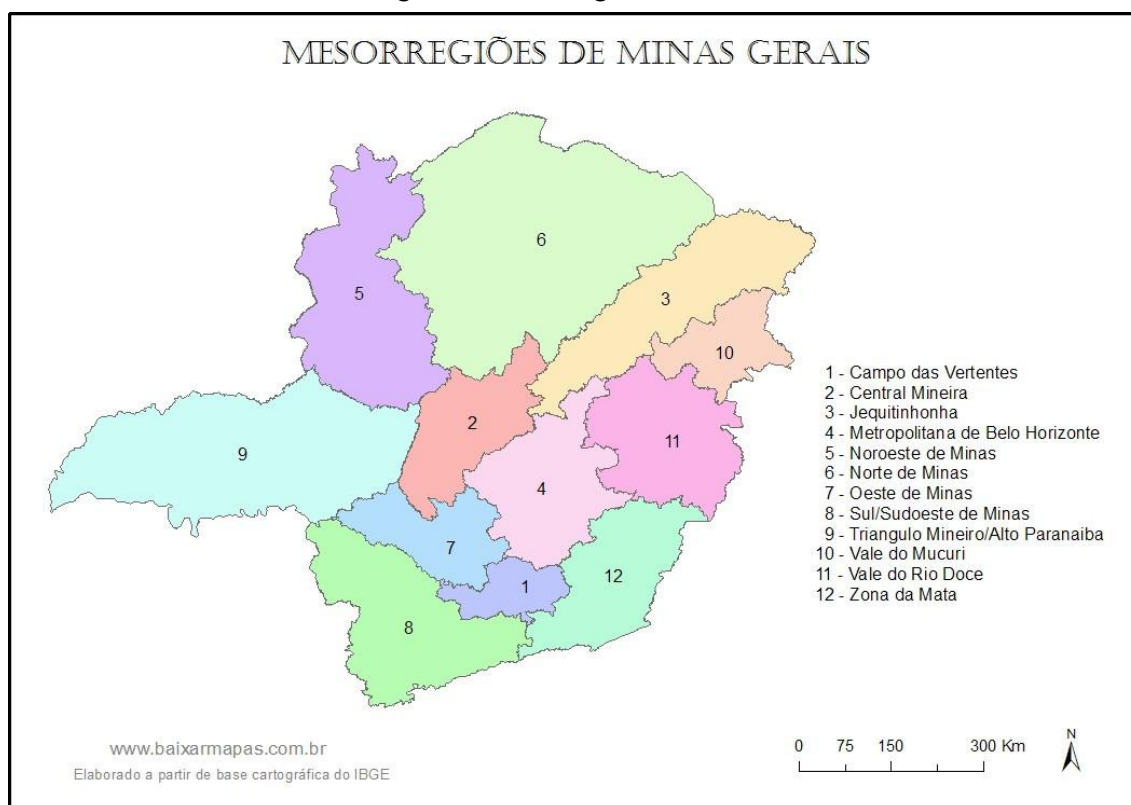 MESORREGIÕES DE MINAS GERAIS
6
3
5
10
2
11
9
4
7
12
1
8
1 - Campo das Vertentes
2 - Central Mineira
3 - Jequitinhonha
4 - Metropolitana de Belo Horizonte
5 - Noroeste de Minas
6 - Norte de Minas
7 - Oeste de Minas
8 - Sul/Sudoeste de Minas
9 - Triangulo Mineiro/Alto Paranaiba
10 - Vale do Mucuri
11 - Vale do Rio Doce
12 - Zona da Mata
www.baixarmapas.com.br
Elaborado a partir de base cartográfica do IBGE
0 75 150 300 Km
N